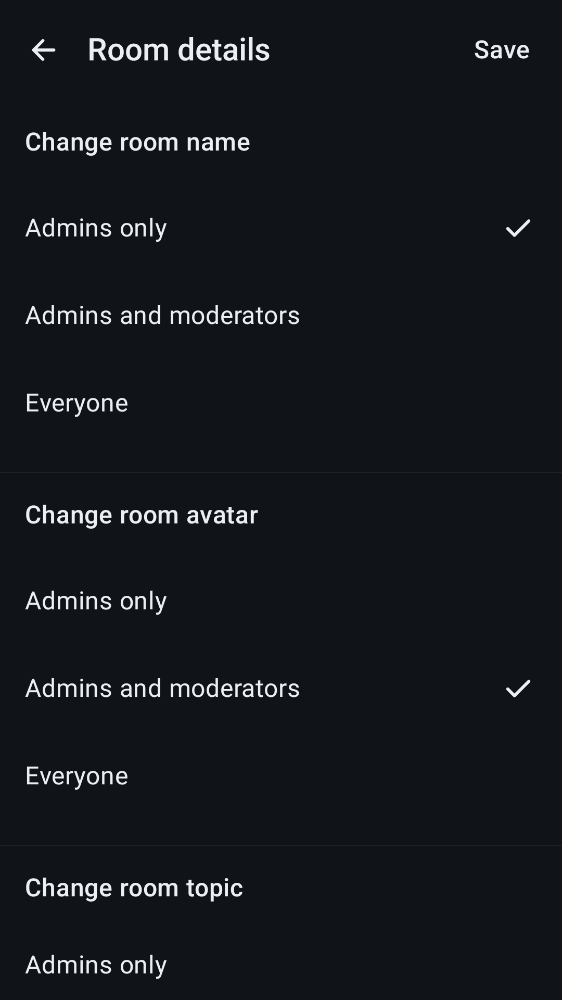 Room details
Save
Change room name
Admins only
Admins and moderators
Everyone
Change room avatar
Admins only
Admins and moderators
Everyone
Change room topic
Admins only